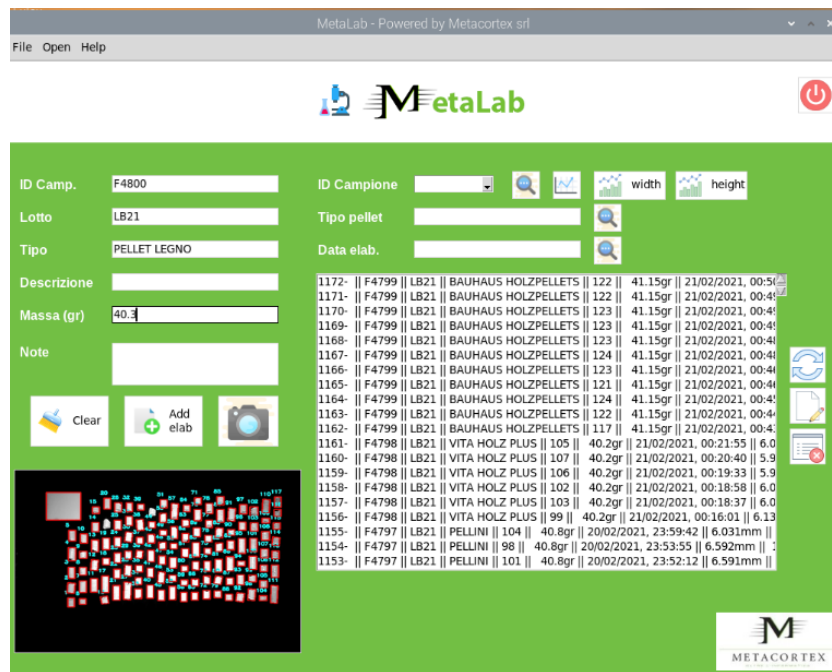 MetaLab - Powered by Metacortex srl
File Open Help
MetaLab
ID Camp. F4800
Lotto LB21
Tipo PELLET LEGNO
Descrizione
Massa (gr) 40.3
Note
Clear
Add elab
ID Campione
width
height
Tipo pellet
Data elab.
1172- || F4799 || LB21 || BAUHAUS HOLZPELLETS || 122 || 41.15gr || 21/02/2021, 00:50
1171- || F4799 || LB21 || BAUHAUS HOLZPELLETS || 122 || 41.15gr || 21/02/2021, 00:49
1170- || F4799 || LB21 || BAUHAUS HOLZPELLETS || 123 || 41.15gr || 21/02/2021, 00:49
1169- || F4799 || LB21 || BAUHAUS HOLZPELLETS || 123 || 41.15gr || 21/02/2021, 00:49
1168- || F4799 || LB21 || BAUHAUS HOLZPELLETS || 123 || 41.15gr || 21/02/2021, 00:48
1167- || F4799 || LB21 || BAUHAUS HOLZPELLETS || 124 || 41.15gr || 21/02/2021, 00:48
1166- || F4799 || LB21 || BAUHAUS HOLZPELLETS || 123 || 41.15gr || 21/02/2021, 00:46
1165- || F4799 || LB21 || BAUHAUS HOLZPELLETS || 121 || 41.15gr || 21/02/2021, 00:46
1164- || F4799 || LB21 || BAUHAUS HOLZPELLETS || 124 || 41.15gr || 21/02/2021, 00:45
1163- || F4799 || LB21 || BAUHAUS HOLZPELLETS || 122 || 41.15gr || 21/02/2021, 00:44
1162- || F4799 || LB21 || BAUHAUS HOLZPELLETS || 117 || 41.15gr || 21/02/2021,
1161- || F4798 || LB21 || VITA HOLZ PLUS || 105 || 40.2gr || 21/02/2021, 00:21:55 || 6.0
1160- || F4798 || LB21 || VITA HOLZ PLUS || 107 || 40.2gr || 21/02/2021, 00:20:40 || 5.9
1159- || F4798 || LB21 || VITA HOLZ PLUS || 106 || 40.2gr || 21/02/2021, 00:19:33 || 5.9
1158- || F4798 || LB21 || VITA HOLZ PLUS || 102 || 40.2gr || 21/02/2021, 00:18:58 || 6.0
1157- || F4798 || LB21 || VITA HOLZ PLUS || 103 || 40.2gr || 21/02/2021, 00:18:37 || 6.0
1156- || F4798 || LB21 || VITA HOLZ PLUS || 99 || 40.2gr || 21/02/2021, 00:16:01 || 6.13
1155- || F4797 || LB21 || PELLINI || 104 || 40.8gr || 20/02/2021, 23:59:42 || 6.031mm ||
1154- || F4797 || LB21 || PELLINI || 98 || 40.8gr || 20/02/2021, 23:53:55 || 6.592mm ||
1153- || F4797 || LB21 || PELLINI || 101 || 40.8gr || 20/02/2021, 23:52:12 || 6.591mm ||
METACORTEX